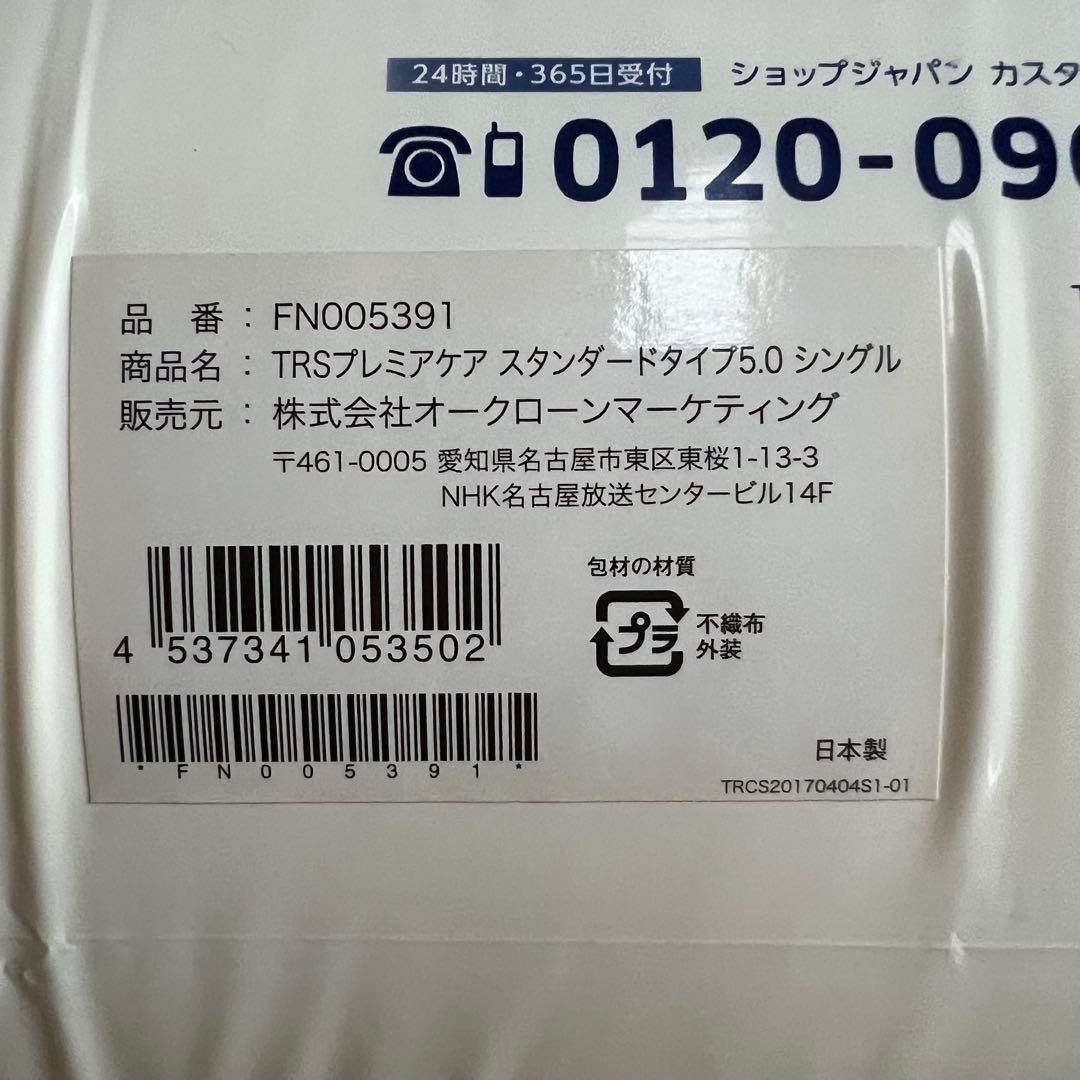 24時間・365日受付 ショップジャパン カスタ
0120-09
品 番 : FN005391
商品名 : TRSプレミアケア スタンダードタイプ5.0 シングル
販売元 : 株式会社オークローンマーケティング
〒461-0005 愛知県名古屋市東区東桜1-13-3
NHK名古屋放送センタービル14F
包材の材質
プラ 不織布
外装
4 537341 053502
*FN005391*
日本製
TRCS20170404S1-01